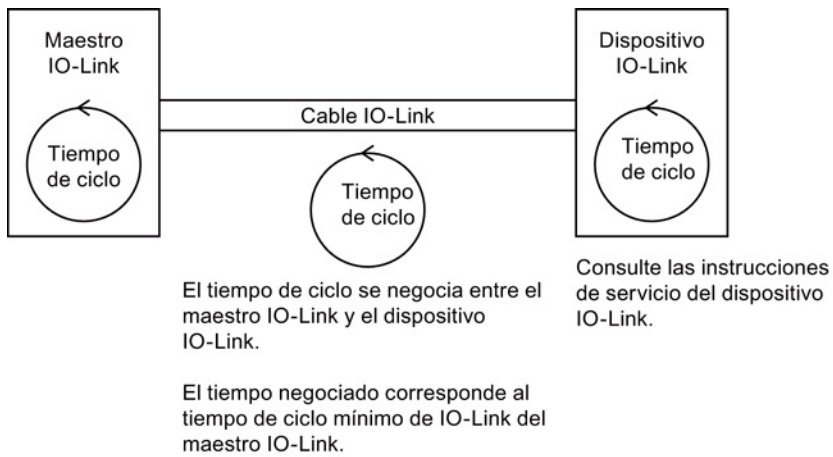 Maestro
IO-Link
Tiempo
de ciclo
Cable IO-Link
Tiempo
de ciclo
Dispositivo
IO-Link
Tiempo
de ciclo
El tiempo de ciclo se negocia entre el
maestro IO-Link y el dispositivo
IO-Link.
El tiempo negociado corresponde al
tiempo de ciclo mínimo de IO-Link del
maestro IO-Link.
Consulte las instrucciones
de servicio del dispositivo
IO-Link.